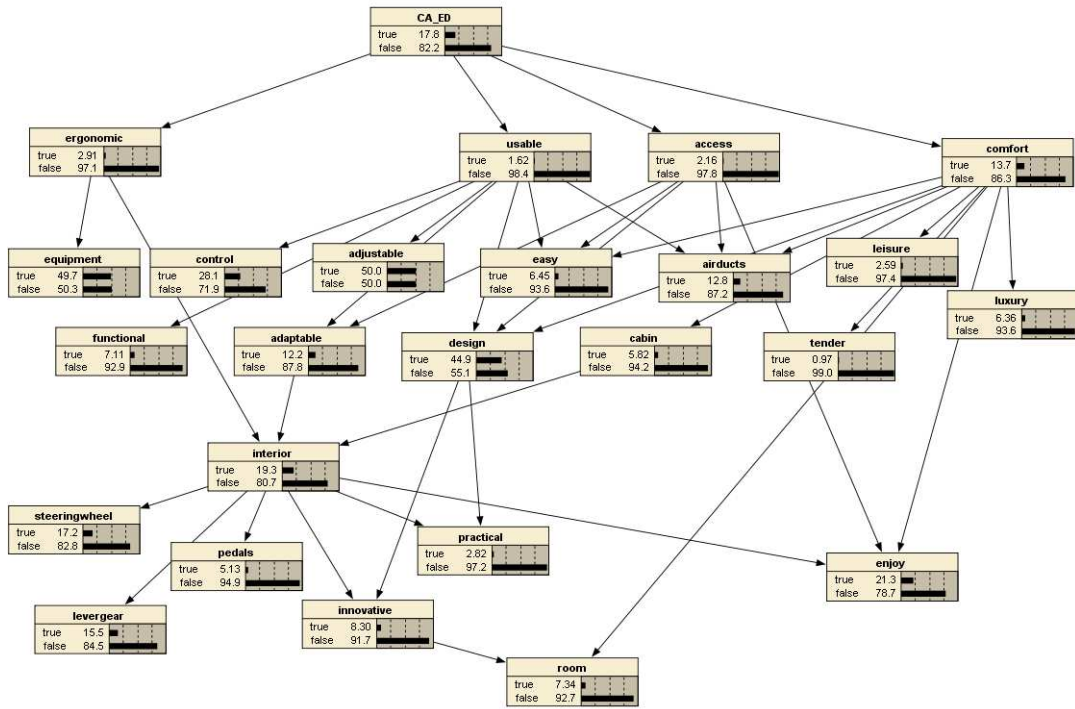 CA_ED
true 17.8
false 82.2
ergonomic
true 2.91
false 97.1
usable
true 1.62
false 98.4
access
true 2.16
false 97.8
comfort
true 13.7
false 86.3
equipment
true 49.7
false 50.3
control
true 28.1
false 71.9
adjustable
true 50.0
false 50.0
easy
true 6.45
false 93.6
airducts
true 12.8
false 87.2
leisure
true 2.59
false 97.4
luxury
true 6.36
false 93.6
functional
true 7.11
false 92.9
adaptable
true 12.2
false 87.8
design
true 44.9
false 55.1
cabin
true 5.82
false 94.2
tender
true 0.97
false 99.0
interior
true 19.3
false 80.7
steeringwheel
true 17.2
false 82.8
pedals
true 5.13
false 94.9
practical
true 2.82
false 97.2
enjoy
true 21.3
false 78.7
levergear
true 15.5
false 84.5
innovative
true 8.30
false 91.7
room
true 7.34
false 92.7